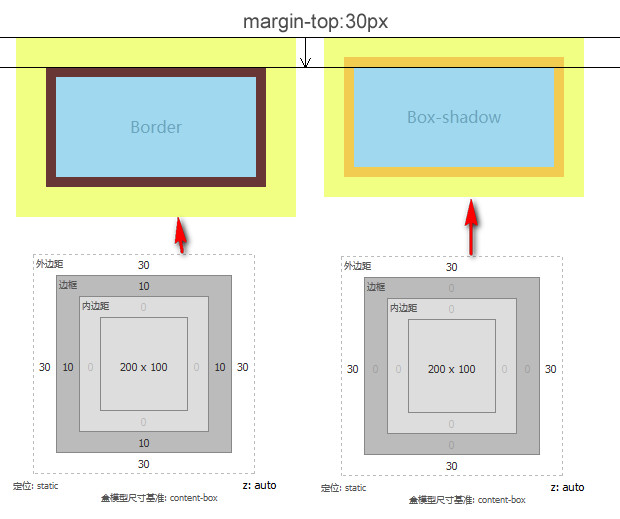 margin-top:30px
Border
Box-shadow
外边距 30
边框 10
内边距 0
30 10 0 200 x 100 0 10 30
0
10
30
定位: static z: auto
盒模型尺寸基准: content-box
外边距 30
边框 0
内边距 0
30 0 0 200 x 100 0 0 30
0
0
30
定位: static z: auto
盒模型尺寸基准: content-box